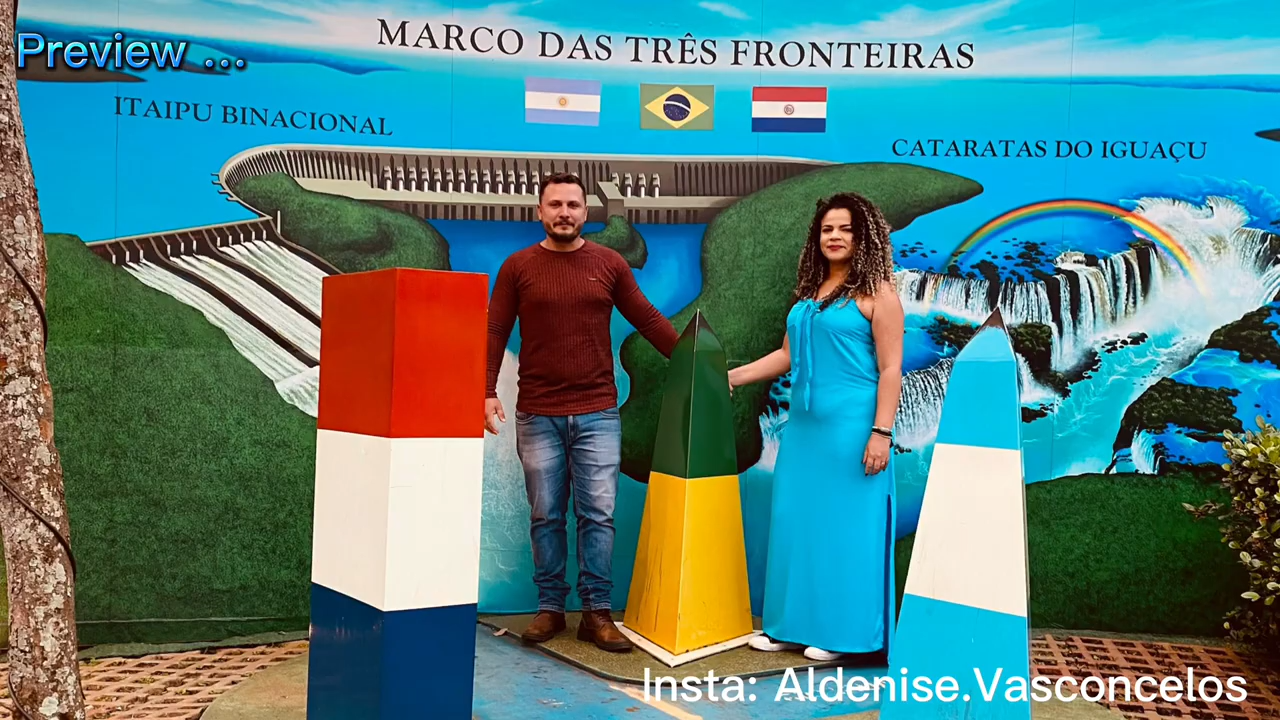 Preview ...
MARCO DAS TRÊS FRONTEIRAS
ITAIPU BINACIONAL
CATARATAS DO IGUAÇU
Insta: Aldenise.Vasconcelos